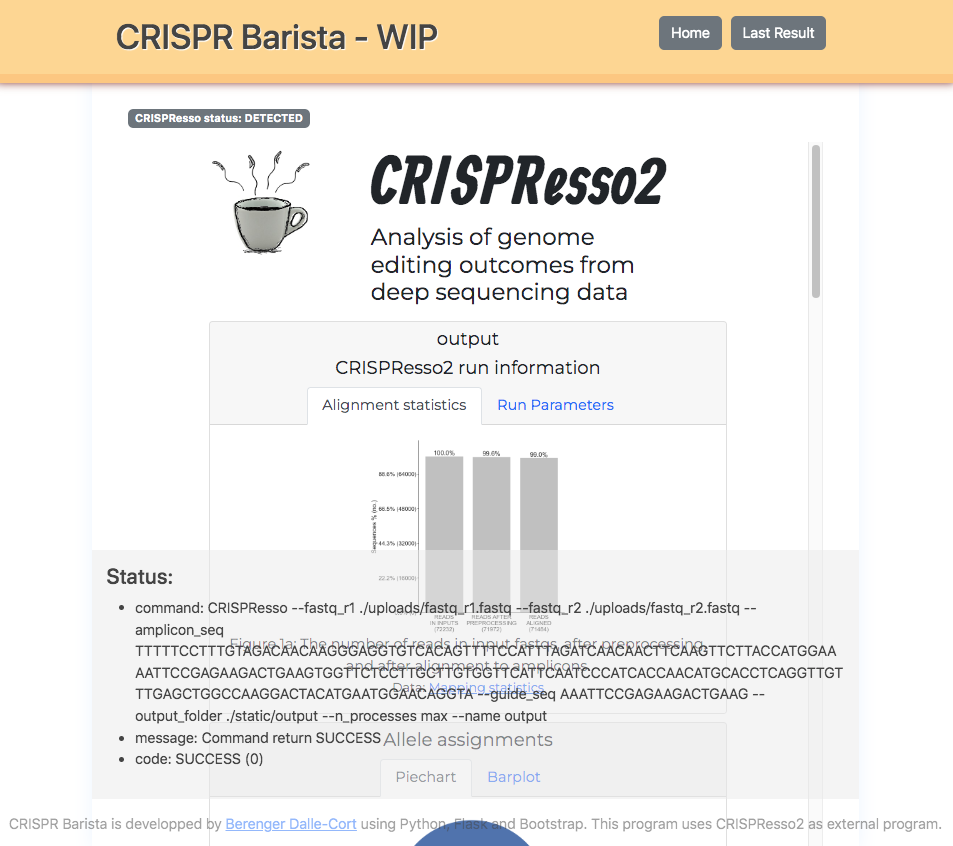 CRISPR Barista - WIP
Home
Last Result
CRISPResso status: DETECTED
CRISPResso2
Analysis of genome
editing outcomes from
deep sequencing data
output
CRISPResso2 run information
Alignment statistics
Run Parameters
100.0%
99.6%
99.0%
88.6% (64000)
66.5% (48000)
44.3% (32000)
22.2% (16000)
Sequences % (no.)
READS
IN INPUTS
(72232)
READS AFTER
PREPROCESSING
(71972)
READS
ALIGNED
(71484)
Figure 1a: The number of reads in input fastqs, after preprocessing,
and after alignment to amplicons.
Data: Mapping statistics
Status:
command: CRISPResso --fastq_r1 ./uploads/fastq_r1.fastq --fastq_r2 ./uploads/fastq_r2.fastq --
amplicon_seq
TTTTTCCTTTGTAGACAACAAGGGAGGTGTCACAGTTTTCCATTTTAGATCAACAACCTTCAAGTTCTTACCATGGAA
AATTCCGAGAAGACTGAAGTGGTTCTCCTTGCTTGTGGTTCATTCAATCCCATCACCAACATGCACCTCAGGTTGT
TTGAGCTGGCCAAGGACTACATGAATGGAACAGGTA --guide_seq AAATTCCGAGAAGACTGAAG --
output_folder ./static/output --n_processes max --name output
message: Command return SUCCESS
code: SUCCESS (0)
Allele assignments
Piechart
Barplot
CRISPR Barista is developped by Berenger Dalle-Cort using Python, Flask and Bootstrap. This program uses CRISPResso2 as external program.